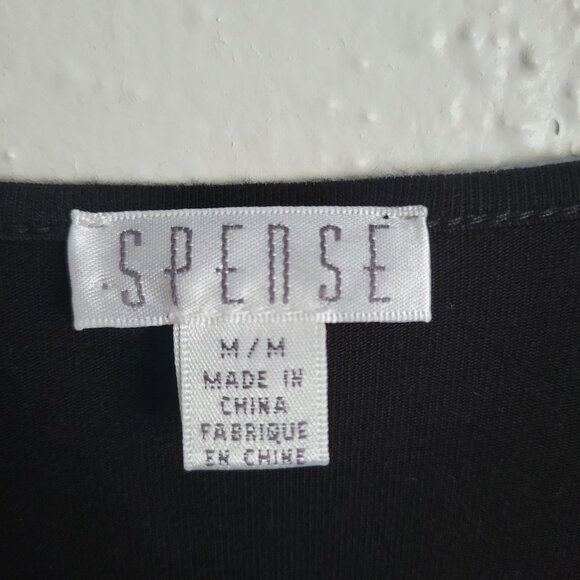 SPENSE
M/M
MADE IN
CHINA
FABRIQUE
EN CHINE